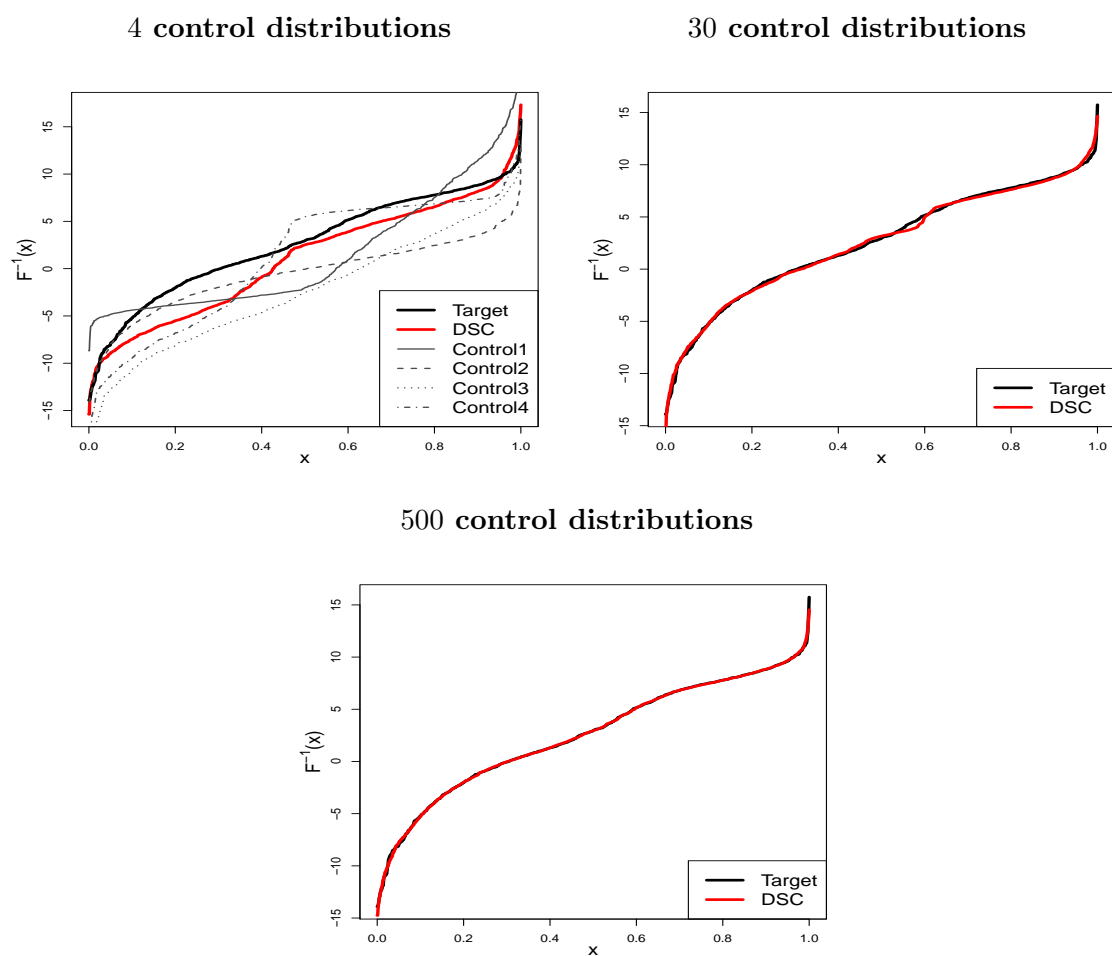 4 control distributions
F⁻¹(x)
15
10
5
0
−5
−10
−15
0.0 0.2 0.4 0.6 0.8 1.0
x
Target
DSC
Control1
Control2
Control3
Control4
30 control distributions
F⁻¹(x)
15
10
5
0
−5
−10
−15
0.0 0.2 0.4 0.6 0.8 1.0
x
Target
DSC
500 control distributions
F⁻¹(x)
15
10
5
0
−5
−10
−15
0.0 0.2 0.4 0.6 0.8 1.0
x
Target
DSC